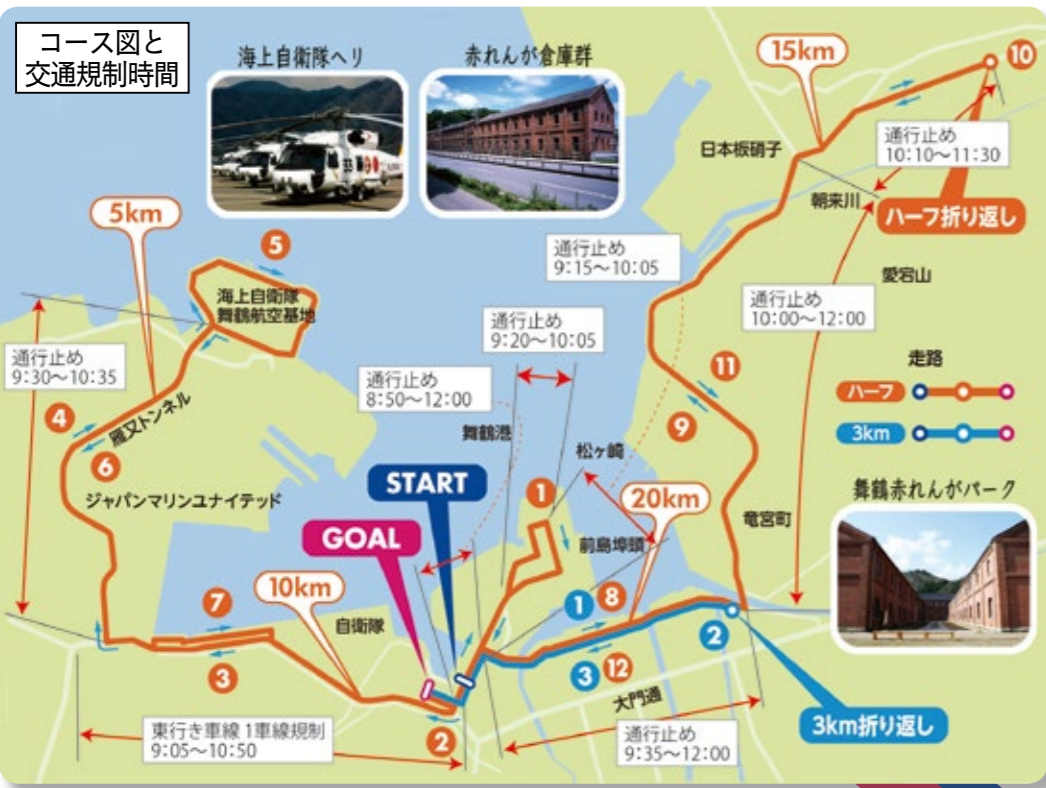 コース図と
交通規制時間
海上自衛隊ヘリ
赤れんが倉庫群
15km
10
日本板硝子
通行止め
10:10〜11:30
朝来川
ハーフ折り返し
5km
5
海上自衛隊
舞鶴航空基地
通行止め
9:15〜10:05
愛宕山
通行止め
10:00〜12:00
通行止め
9:20〜10:05
通行止め
9:30〜10:35
通行止め
8:50〜12:00
走路
ハーフ
3km
11
9
4
雁又トンネル
6
舞鶴港
松ヶ崎
START
1
20km
舞鶴赤れんがパーク
ジャパンマリンユナイテッド
GOAL
前島埠頭
竜宮町
10km
7
自衛隊
1
8
2
3
3
12
大門通
3km折り返し
東行き車線 1車線規制
9:05〜10:50
2
通行止め
9:35〜12:00